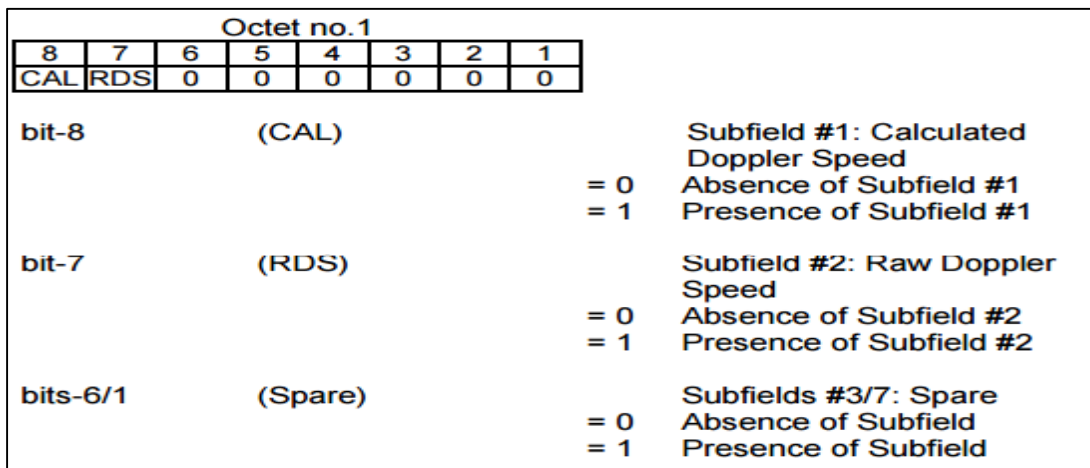 Octet no.1
8 7 6 5 4 3 2 1
CAL RDS 0 0 0 0 0 0
bit-8 (CAL) Subfield #1: Calculated
Doppler Speed
= 0 Absence of Subfield #1
= 1 Presence of Subfield #1
bit-7 (RDS) Subfield #2: Raw Doppler
Speed
= 0 Absence of Subfield #2
= 1 Presence of Subfield #2
bits-6/1 (Spare) Subfields #3/7: Spare
= 0 Absence of Subfield
= 1 Presence of Subfield